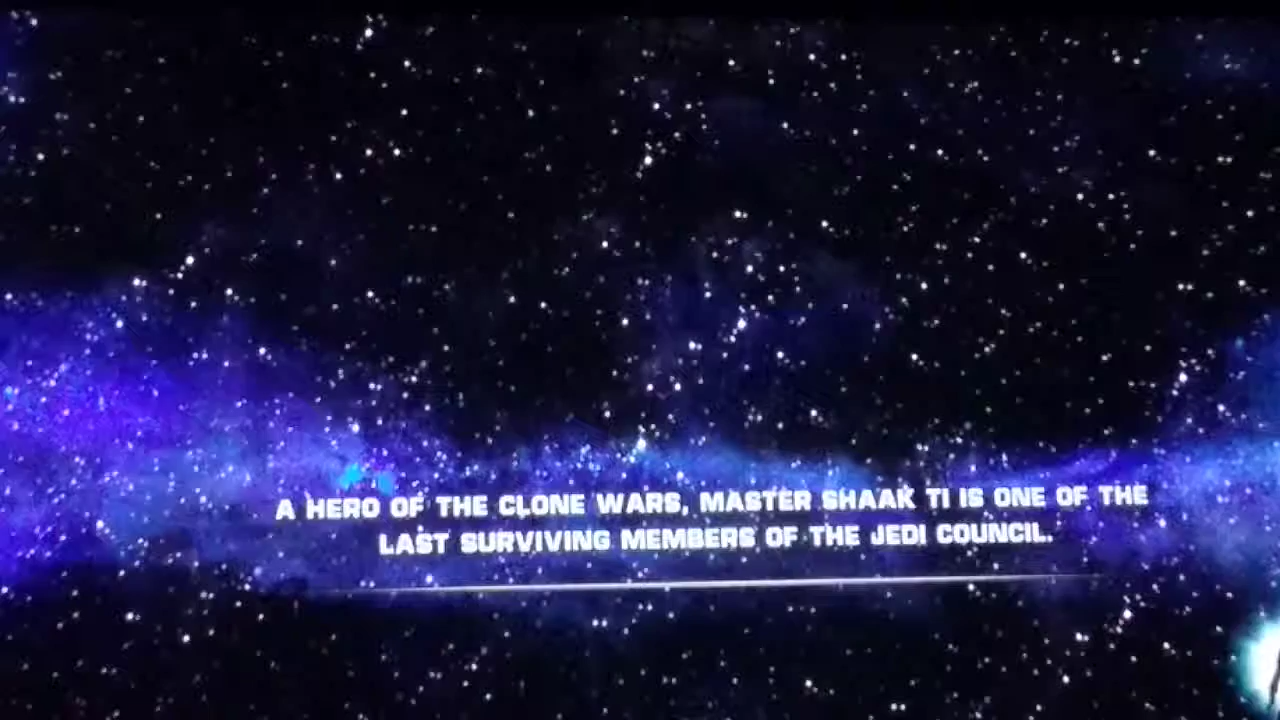 A HERO OF THE CLONE WARS, MASTER SHAAK TI IS ONE OF THE
LAST SURVIVING MEMBERS OF THE JEDI COUNCIL.